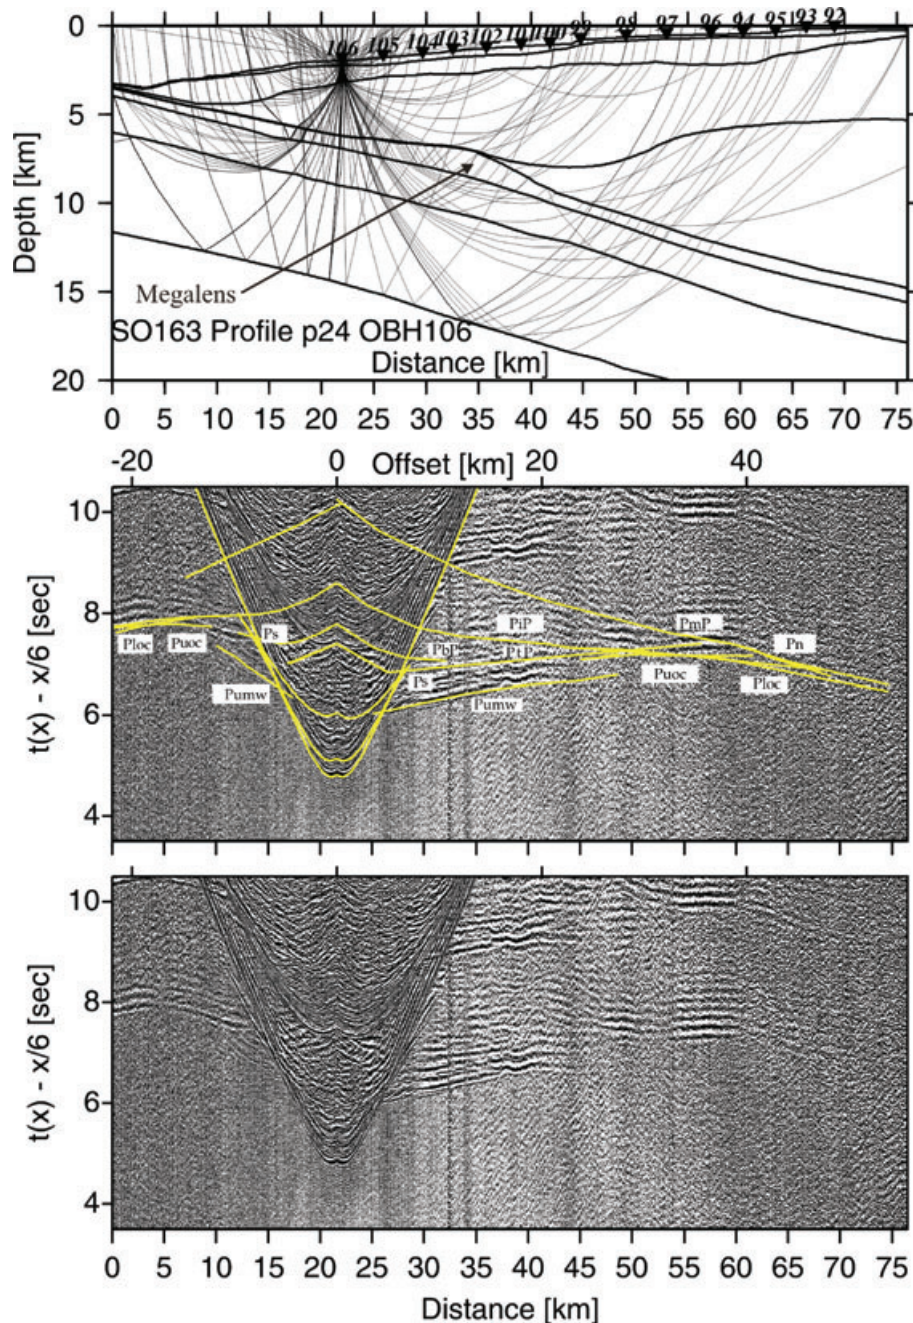 0
106 105 104 103 102 101 100 99 98 97 96 94 95 93 92
5
Depth [km]
10
Megalens
15
SO163 Profile p24 OBH106
Distance [km]
20
0 5 10 15 20 25 30 35 40 45 50 55 60 65 70 75
-20 0 Offset [km] 20 40
10
t(x) - x/6 [sec]
8
PiP PmP
Ps
Ploc Puoc PbP PtP Pn
Ps Puoc Ploc
Pumw Pumw
6
4
10
t(x) - x/6 [sec]
8
6
4
0 5 10 15 20 25 30 35 40 45 50 55 60 65 70 75
Distance [km]